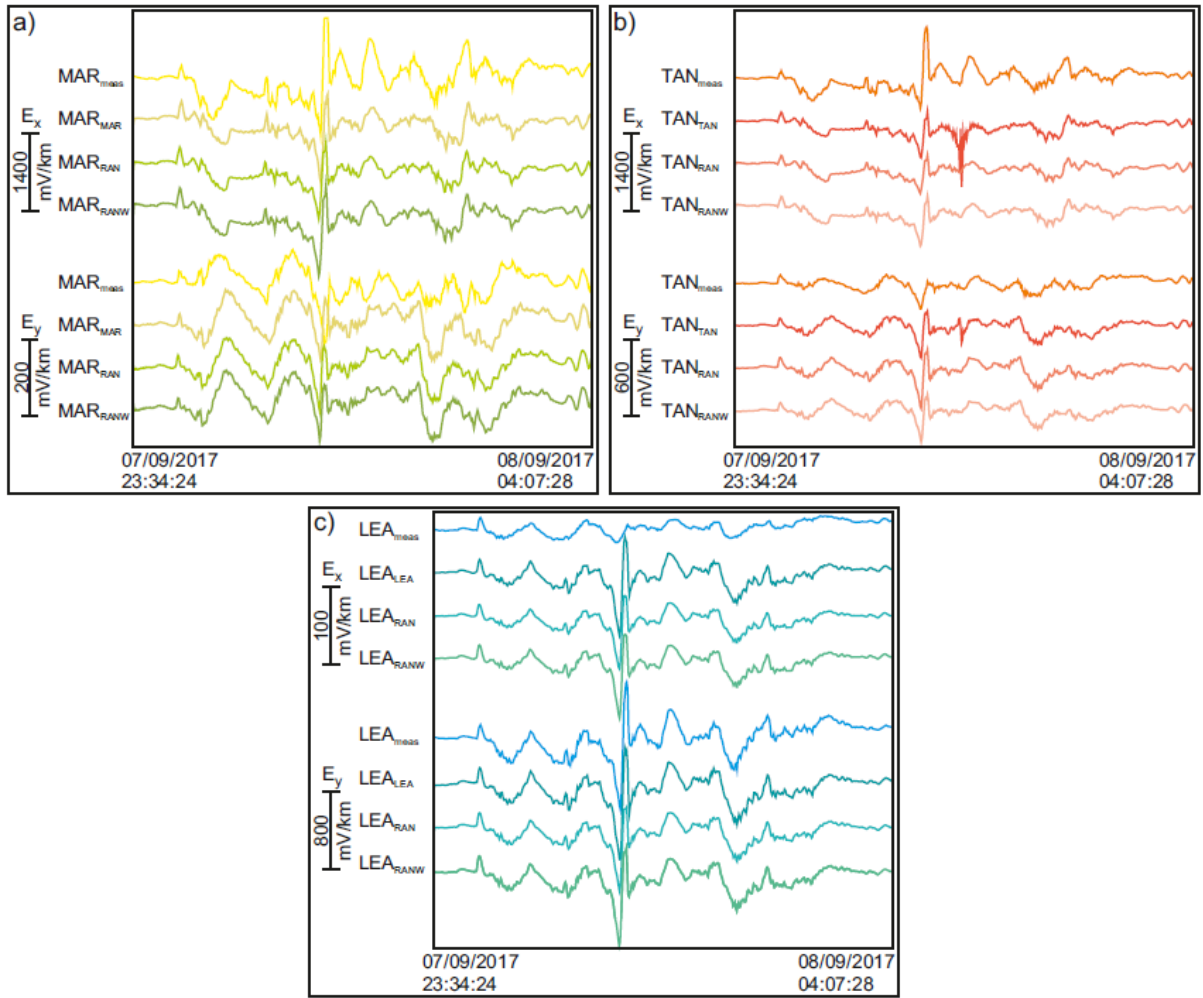 a)
MARmeas
Ex
MARMAR
1400
mV/km
MARRAN
MARRANW
MARmeas
Ey
MARMAR
200
mV/km
MARRAN
MARRANW
07/09/2017
23:34:24
08/09/2017
04:07:28
b)
TANmeas
Ex
TANTAN
1400
mV/km
TANRAN
TANRANW
TANmeas
Ey
TANTAN
600
mV/km
TANRAN
TANRANW
07/09/2017
23:34:24
08/09/2017
04:07:28
c)
LEAmeas
Ex
LEALEA
100
mV/km
LEARAN
LEARANW
LEAmeas
Ey
LEALEA
800
mV/km
LEARAN
LEARANW
07/09/2017
23:34:24
08/09/2017
04:07:28